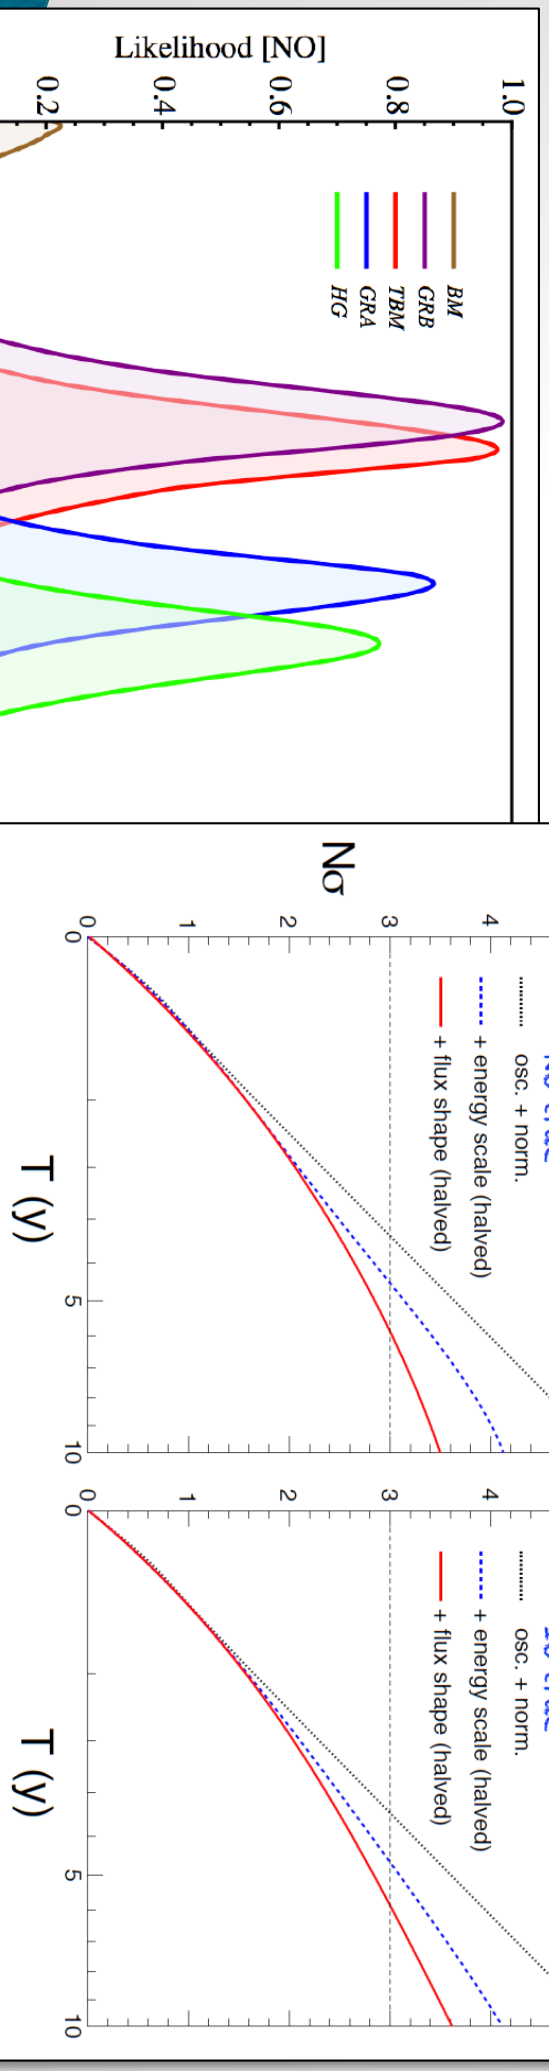 Likelihood [NO]
1.0
0.8
0.6
0.4
0.2
BM
GRB
TBM
GRA
HG
Nσ
4
3
2
1
0
osc. + norm.
+ energy scale (halved)
+ flux shape (halved)
0
5
10
T (y)
4
3
2
1
0
osc. + norm.
+ energy scale (halved)
+ flux shape (halved)
0
5
10
T (y)